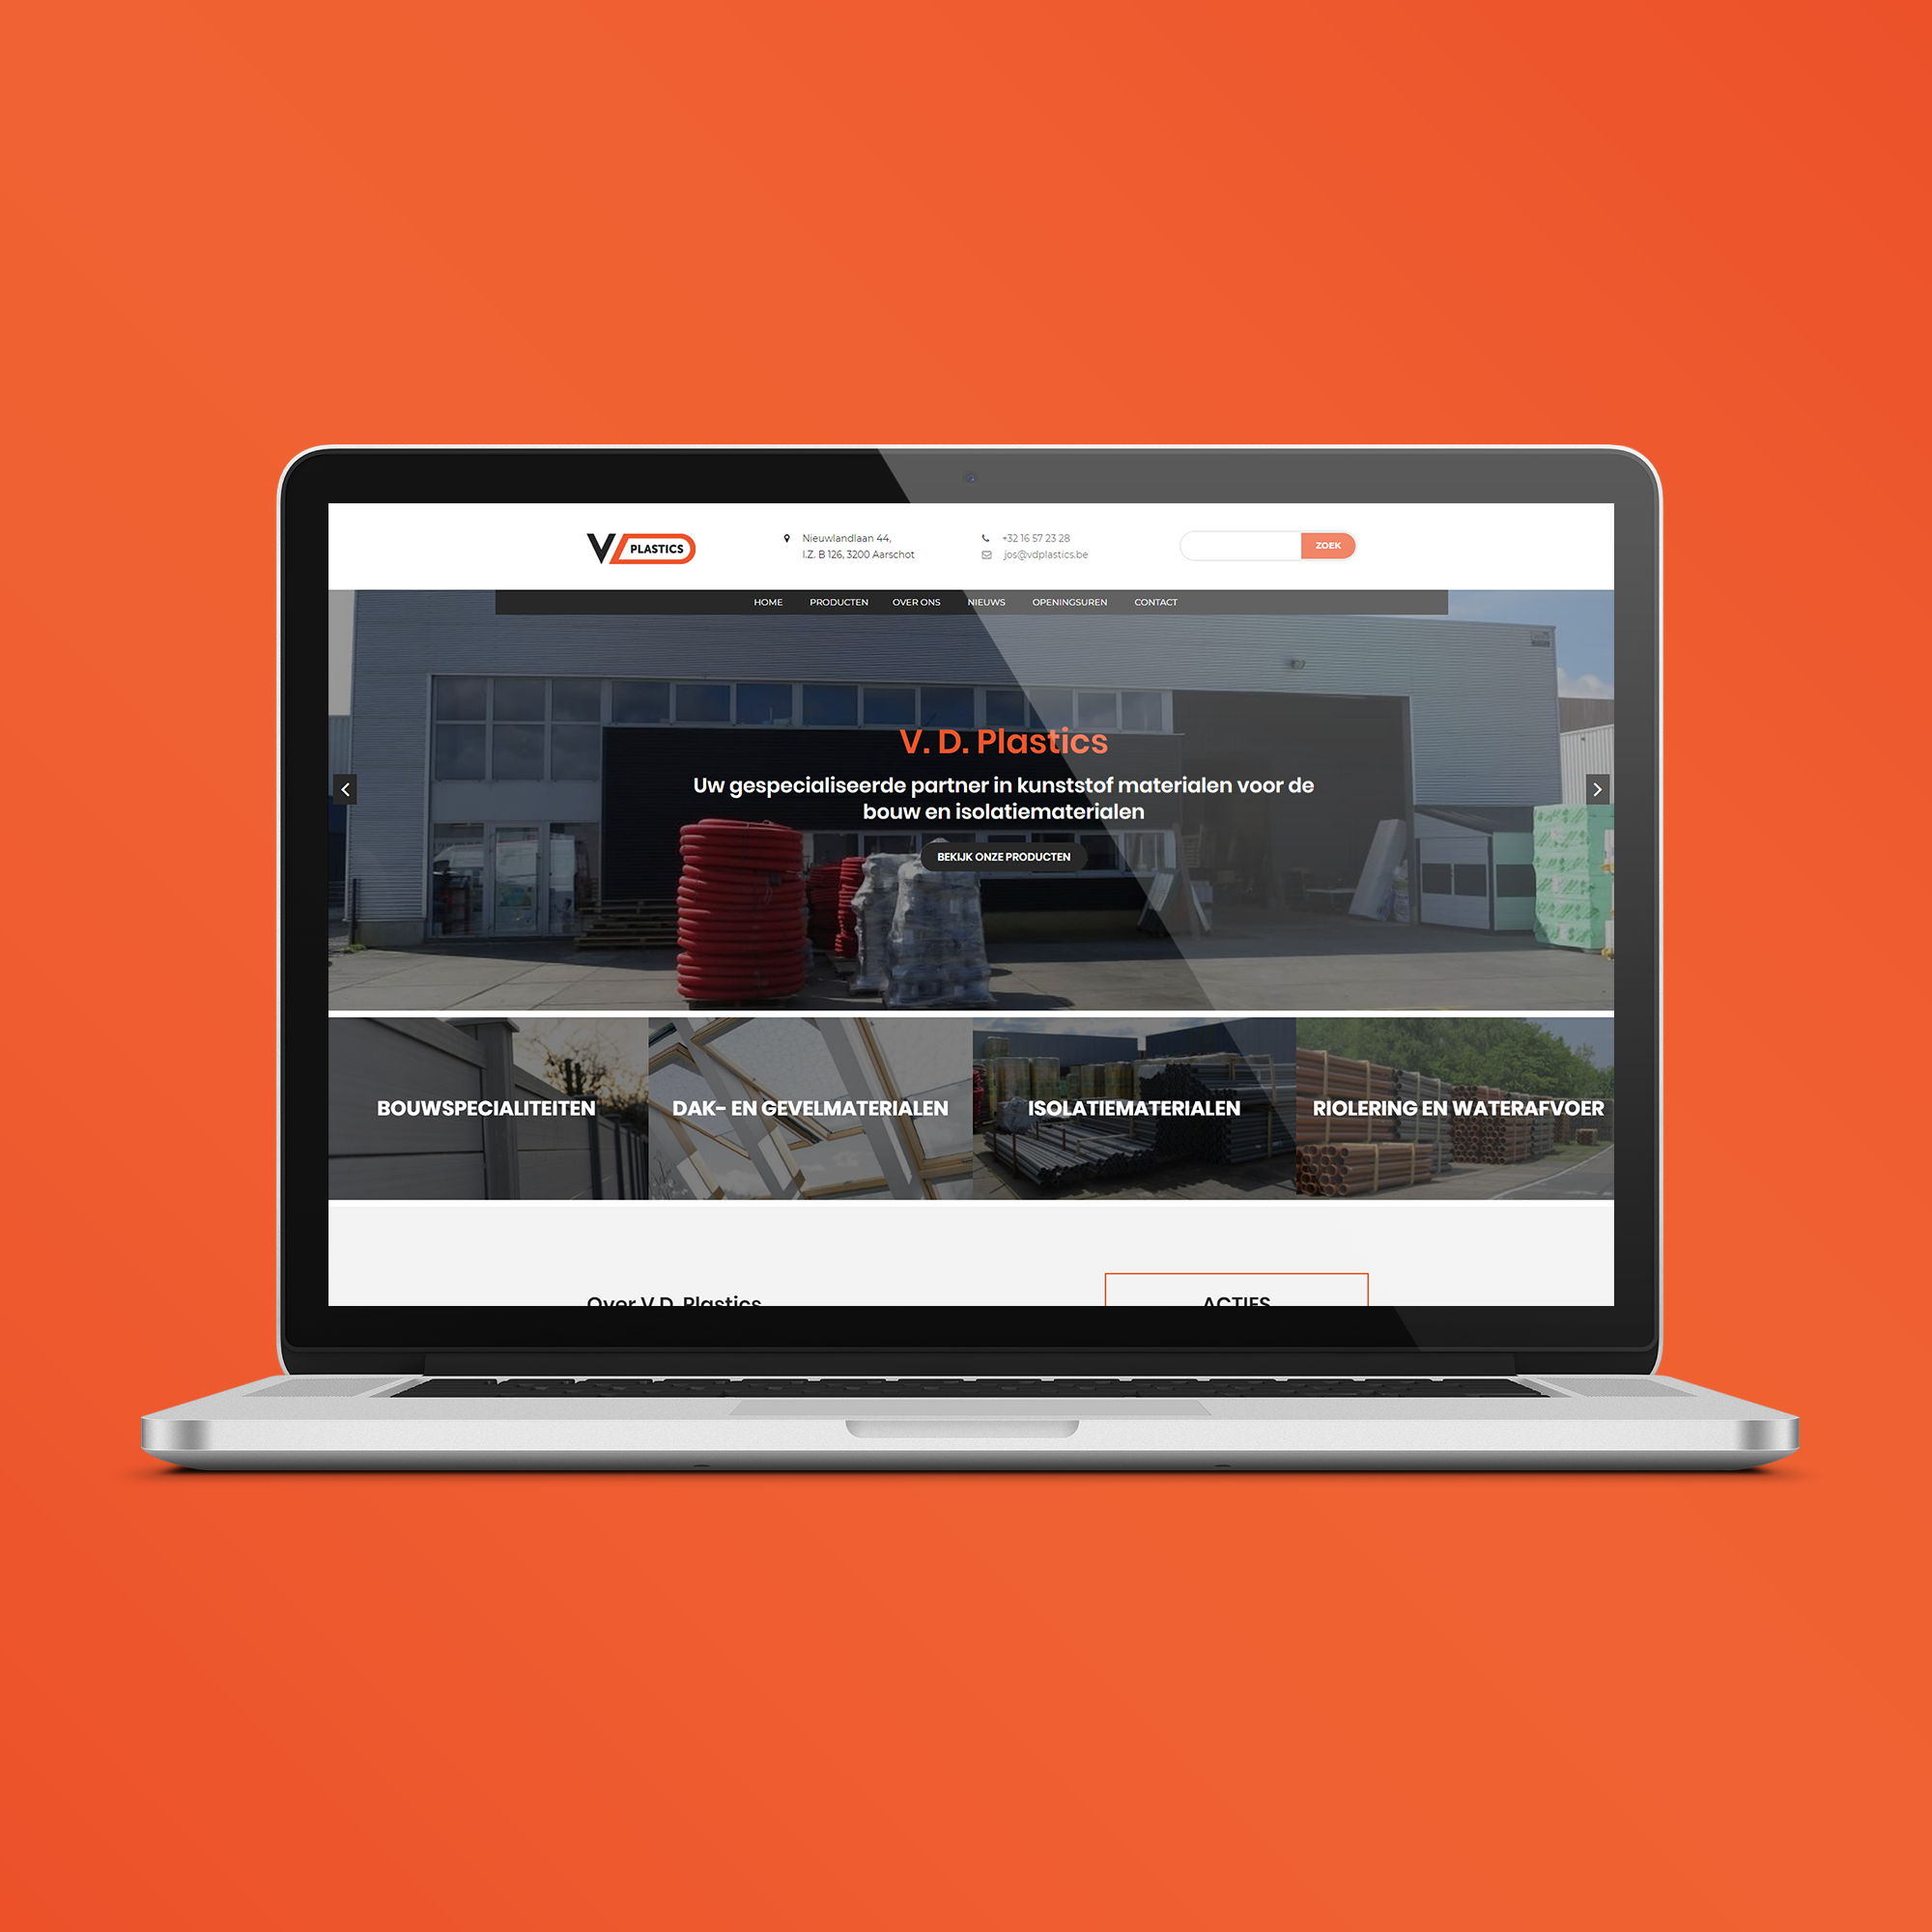 V PLASTICS
Nieuwlandlaan 44,
I.Z. B 126, 3200 Aarschot
+32 16 57 23 28
jos@vdplastics.be
ZOEK
HOME PRODUCTEN OVER ONS NIEUWS OPENINGSUREN CONTACT
V. D. Plastics
Uw gespecialiseerde partner in kunststof materialen voor de
bouw en isolatiematerialen
BEKIJK ONZE PRODUCTEN
BOUWSPECIALITEITEN
DAK- EN GEVELMATERIALEN
ISOLATIEMATERIALEN
RIOLERING EN WATERAFVOER
Over V.D. Plastics
ACTIES